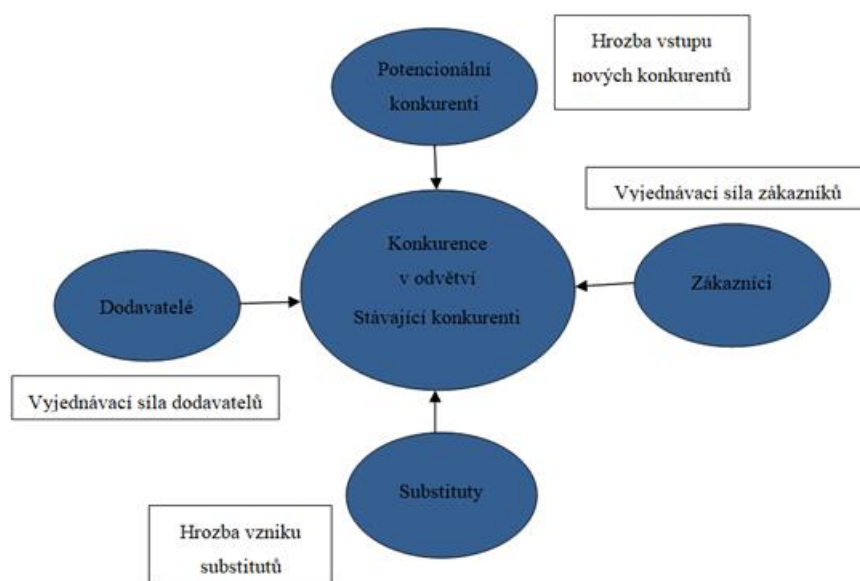 Hrozba vstupu
nových konkurentů
Potencionální
konkurenti
Vyjednávací síla zákazníků
Konkurence
v odvětví
Stávající konkurenti
Zákazníci
Dodavatelé
Vyjednávací síla dodavatelů
Substituty
Hrozba vzniku
substitutů